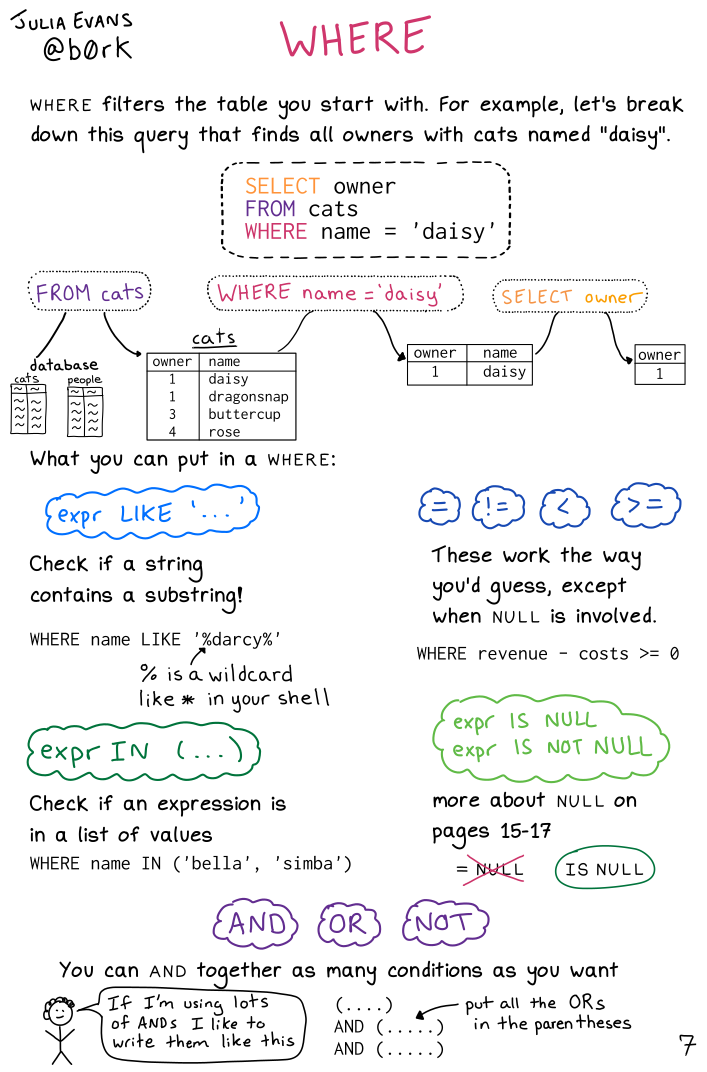 JULIA EVANS
@b0rk
WHERE
WHERE filters the table you start with. For example, let's break
down this query that finds all owners with cats named "daisy".
SELECT owner
FROM cats
WHERE name = 'daisy'
FROM cats
WHERE name = 'daisy'
SELECT owner
database
cats people
cats
owner name
1 daisy
1 dragonsnap
3 buttercup
4 rose
owner name
1 daisy
owner
1
What you can put in a WHERE:
expr LIKE '...'
Check if a string
contains a substring!
WHERE name LIKE '%darcy%'
% is a wildcard
like * in your shell
= != < >=
These work the way
you'd guess, except
when NULL is involved.
WHERE revenue - costs >= 0
expr IN (...)
Check if an expression is
in a list of values
WHERE name IN ('bella', 'simba')
expr IS NULL
expr IS NOT NULL
more about NULL on
pages 15-17
= NULL IS NULL
AND OR NOT
You can AND together as many conditions as you want
If I'm using lots
of ANDs I like to
write them like this
(....)
AND (.....)
AND (.....)
put all the ORs
in the parentheses
7